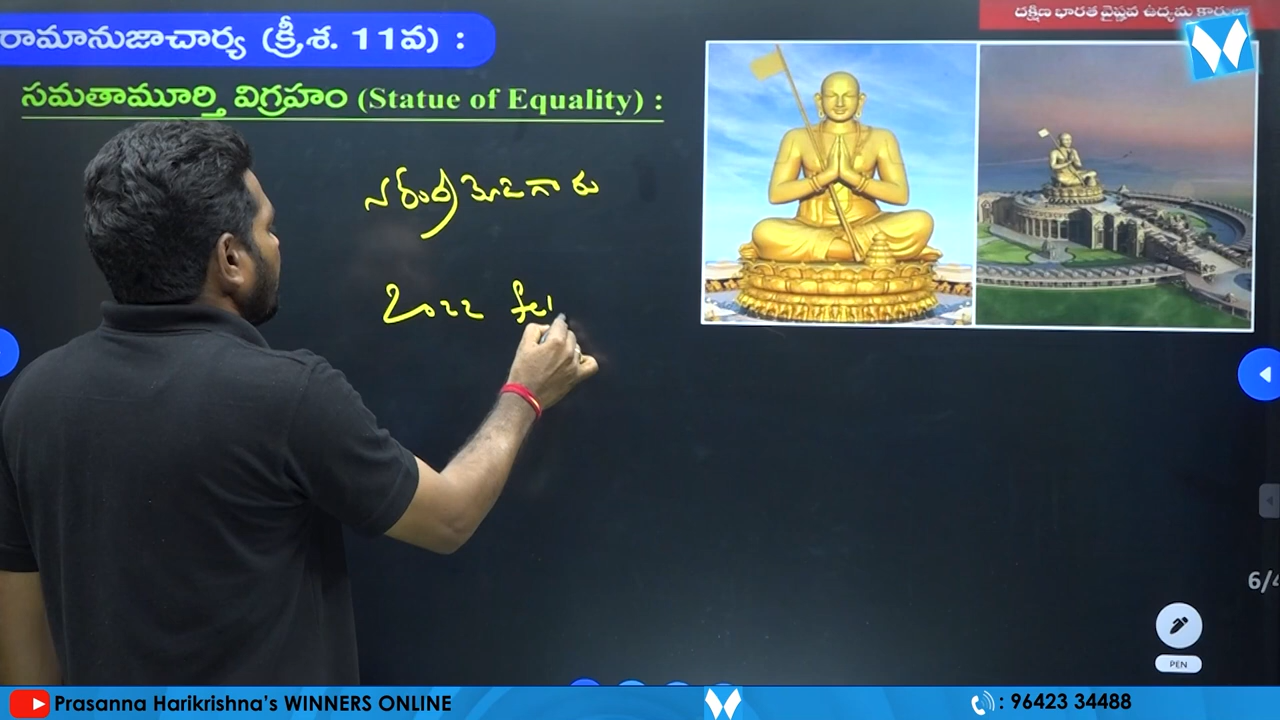 దక్షిణ భారత వైష్ణవ ఉద్యమ కారులు
రామానుజాచార్య (క్రీ.శ. 11వ) :
సమతామూర్తి విగ్రహం (Statue of Equality) :
నరేంద్ర మోదీ గారు
2022 fe
6/4
PEN
Prasanna Harikrishna's WINNERS ONLINE
: 96423 34488